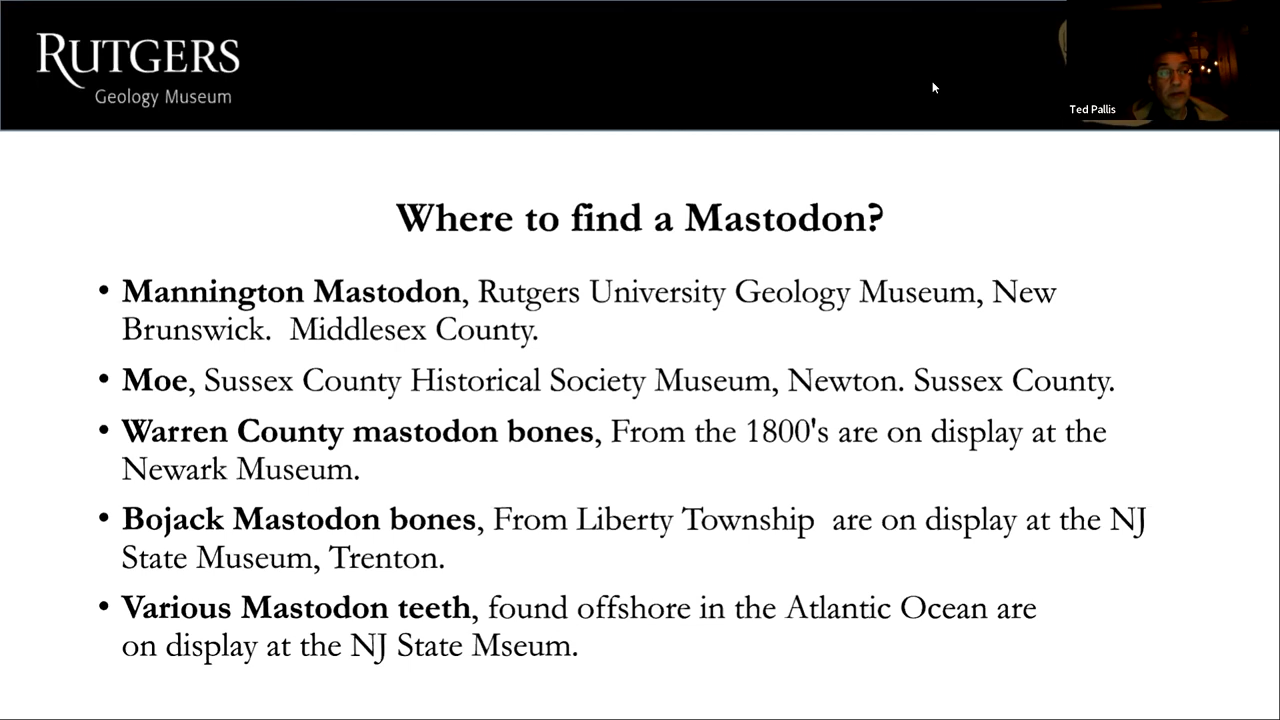 RUTGERS
Geology Museum
Ted Pallis
Where to find a Mastodon?
• Mannington Mastodon, Rutgers University Geology Museum, New
Brunswick.  Middlesex County.
• Moe, Sussex County Historical Society Museum, Newton. Sussex County.
• Warren County mastodon bones, From the 1800's are on display at the
Newark Museum.
• Bojack Mastodon bones, From Liberty Township  are on display at the NJ
State Museum, Trenton.
• Various Mastodon teeth, found offshore in the Atlantic Ocean are
on display at the NJ State Mseum.